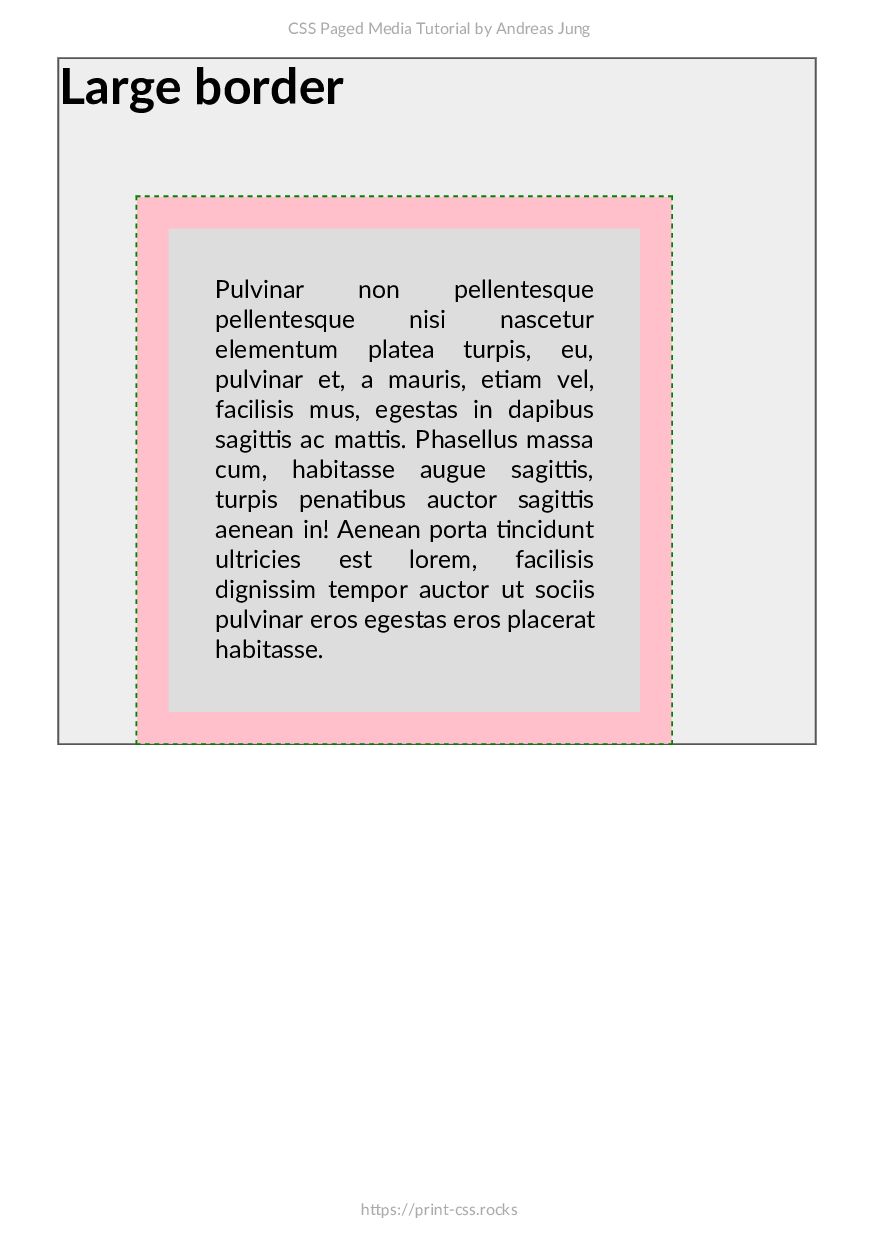 CSS Paged Media Tutorial by Andreas Jung
Large border
Pulvinar non pellentesque
pellentesque nisi nascetur
elementum platea turpis, eu,
pulvinar et, a mauris, etiam vel,
facilisis mus, egestas in dapibus
sagittis ac mattis. Phasellus massa
cum, habitasse augue sagittis,
turpis penatibus auctor sagittis
aenean in! Aenean porta tincidunt
ultricies est lorem, facilisis
dignissim tempor auctor ut sociis
pulvinar eros egestas eros placerat
habitasse.
https://print-css.rocks